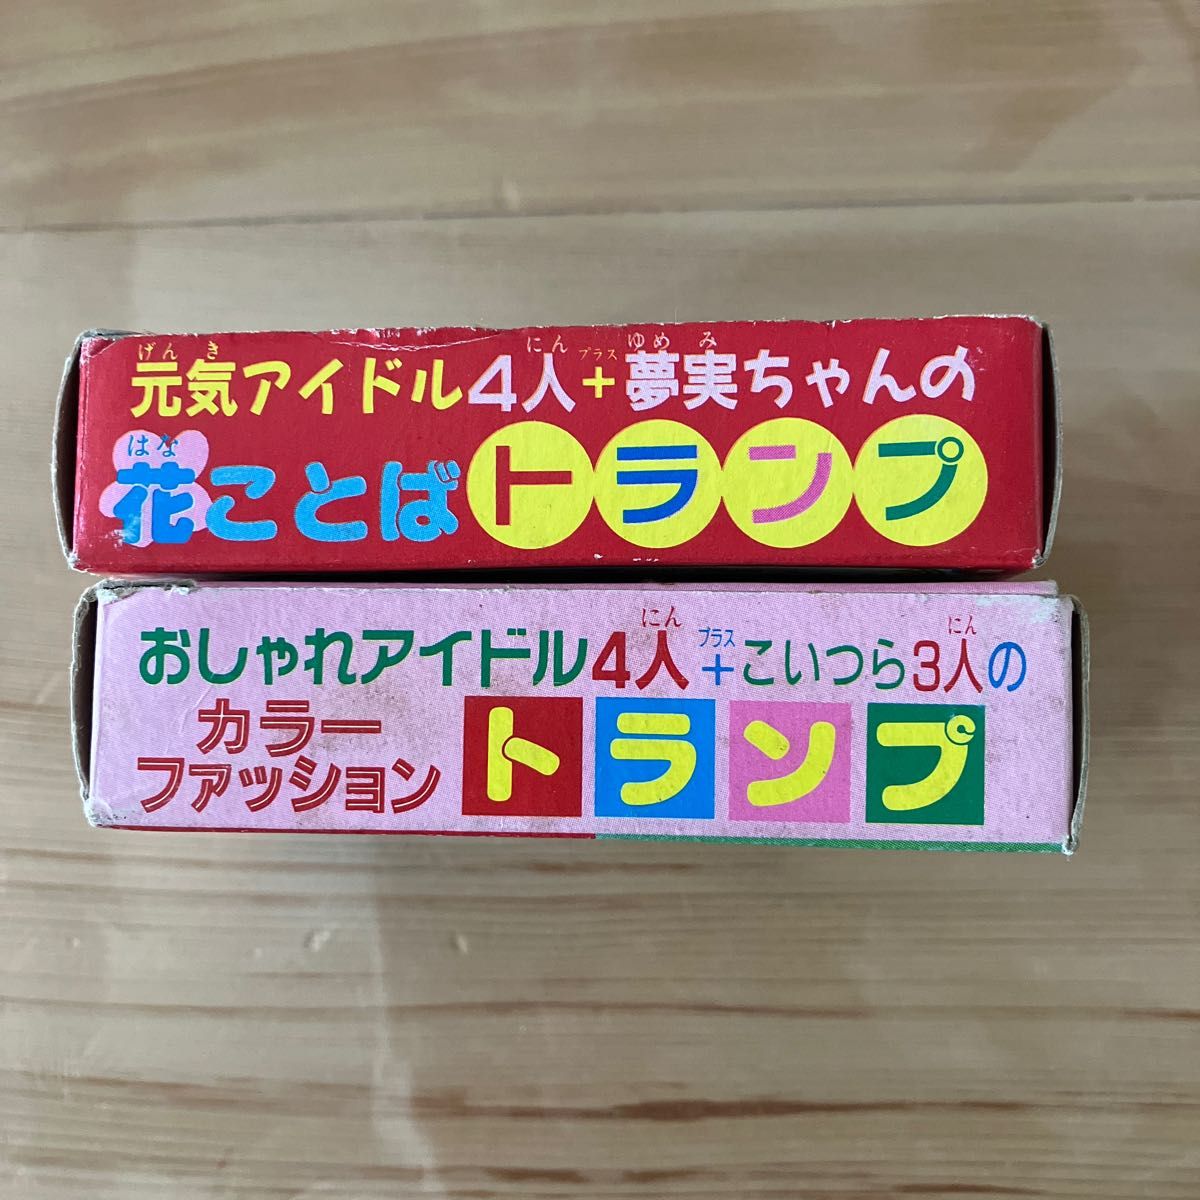 げんき にん プラス ゆめ み
元気アイドル4人+夢実ちゃんの
はな
花ことばトランプ
にん プラス にん
おしゃれアイドル4人+こいつら3人の
カラー
ファッション
トランプ